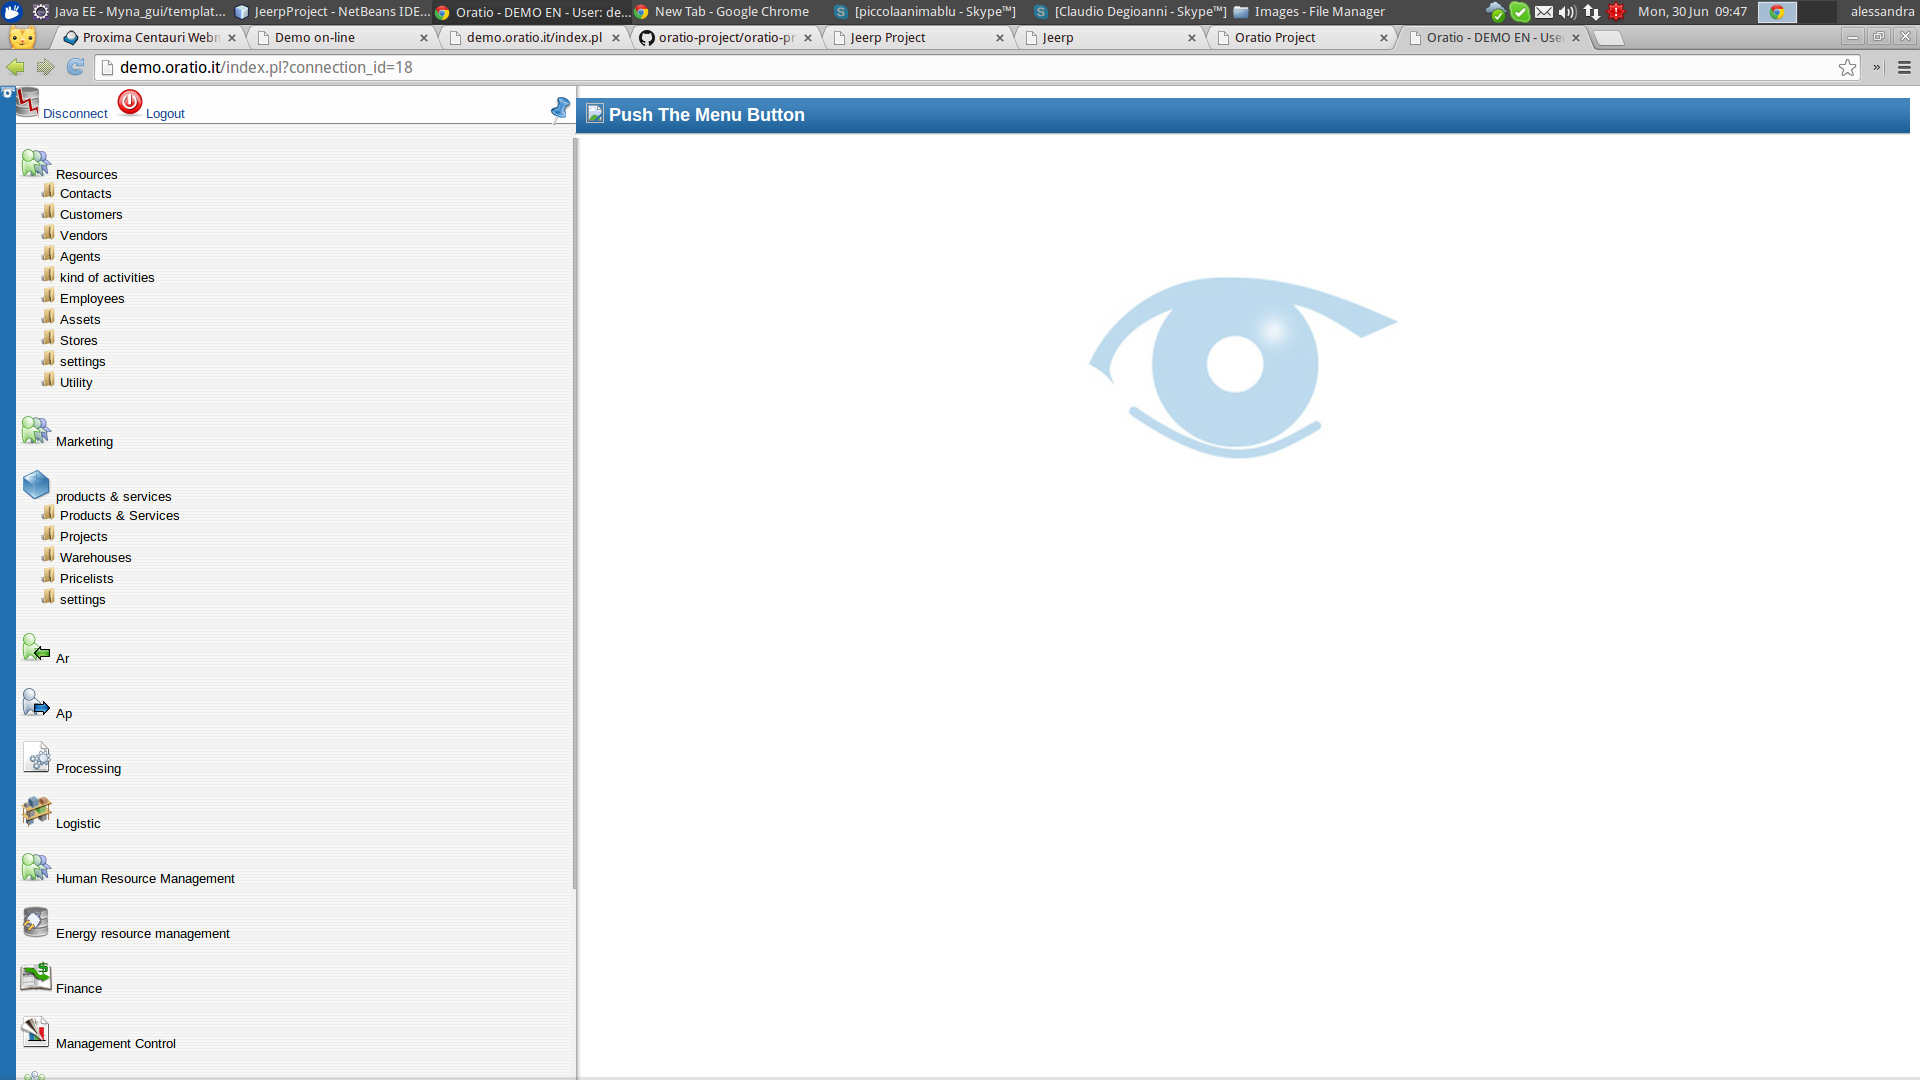 Java EE - Myna_gui/templat... JeerpProject - NetBeans IDE... Oratio - DEMO EN - User: de... New Tab - Google Chrome [piccolaanimablu - Skype™] [Claudio Degioanni - Skype™] Images - File Manager Mon, 30 Jun 09:47 alessandra
Proxima Centauri Webm Demo on-line demo.oratio.it/index.pl oratio-project/oratio-pr Jeerp Project Jeerp Oratio Project Oratio - DEMO EN - Use
demo.oratio.it/index.pl?connection_id=18
Disconnect Logout
Push The Menu Button
Resources
Contacts
Customers
Vendors
Agents
kind of activities
Employees
Assets
Stores
settings
Utility
Marketing
products & services
Products & Services
Projects
Warehouses
Pricelists
settings
Ar
Ap
Processing
Logistic
Human Resource Management
Energy resource management
Finance
Management Control